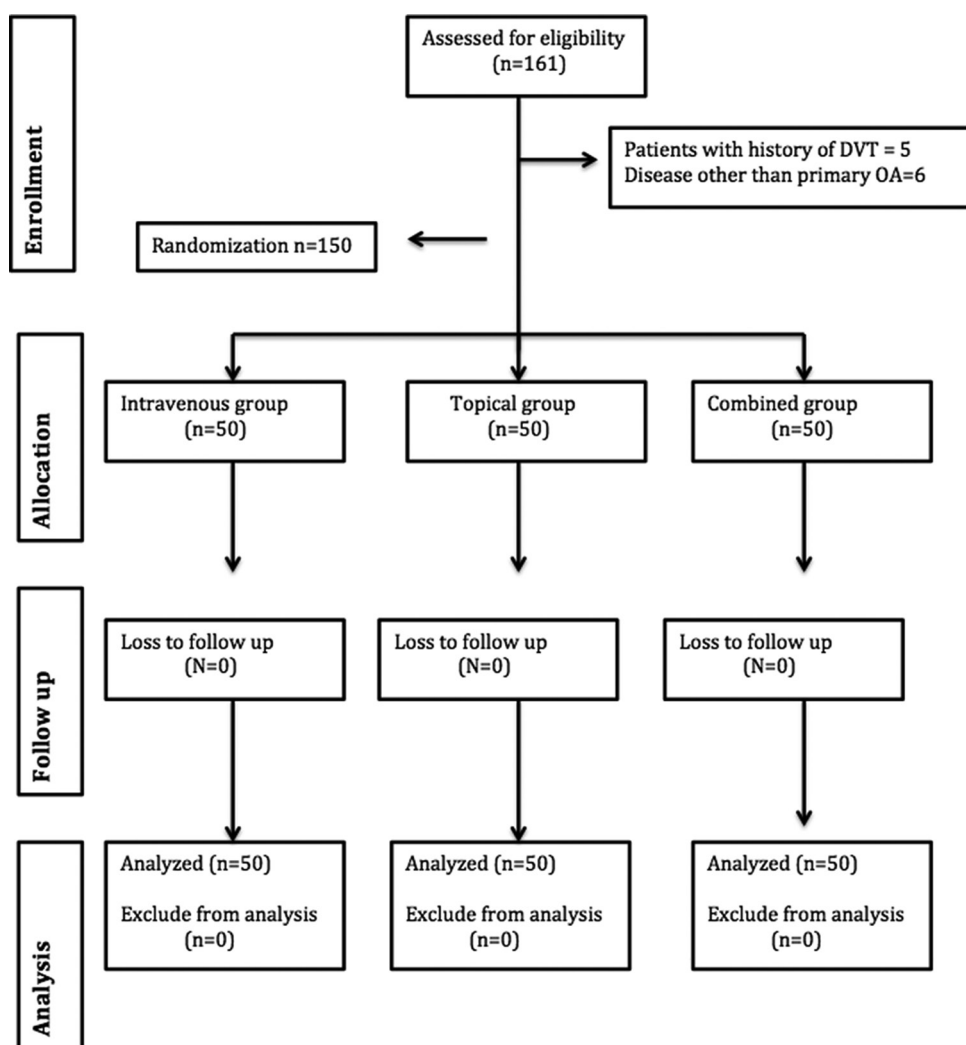 Enrollment
Assessed for eligibility
(n=161)
Patients with history of DVT = 5
Disease other than primary OA=6
Randomization n=150
Allocation
Intravenous group
(n=50)
Topical group
(n=50)
Combined group
(n=50)
Follow up
Loss to follow up
(N=0)
Loss to follow up
(N=0)
Loss to follow up
(N=0)
Analysis
Analyzed (n=50)
Exclude from analysis
(n=0)
Analyzed (n=50)
Exclude from analysis
(n=0)
Analyzed (n=50)
Exclude from analysis
(n=0)